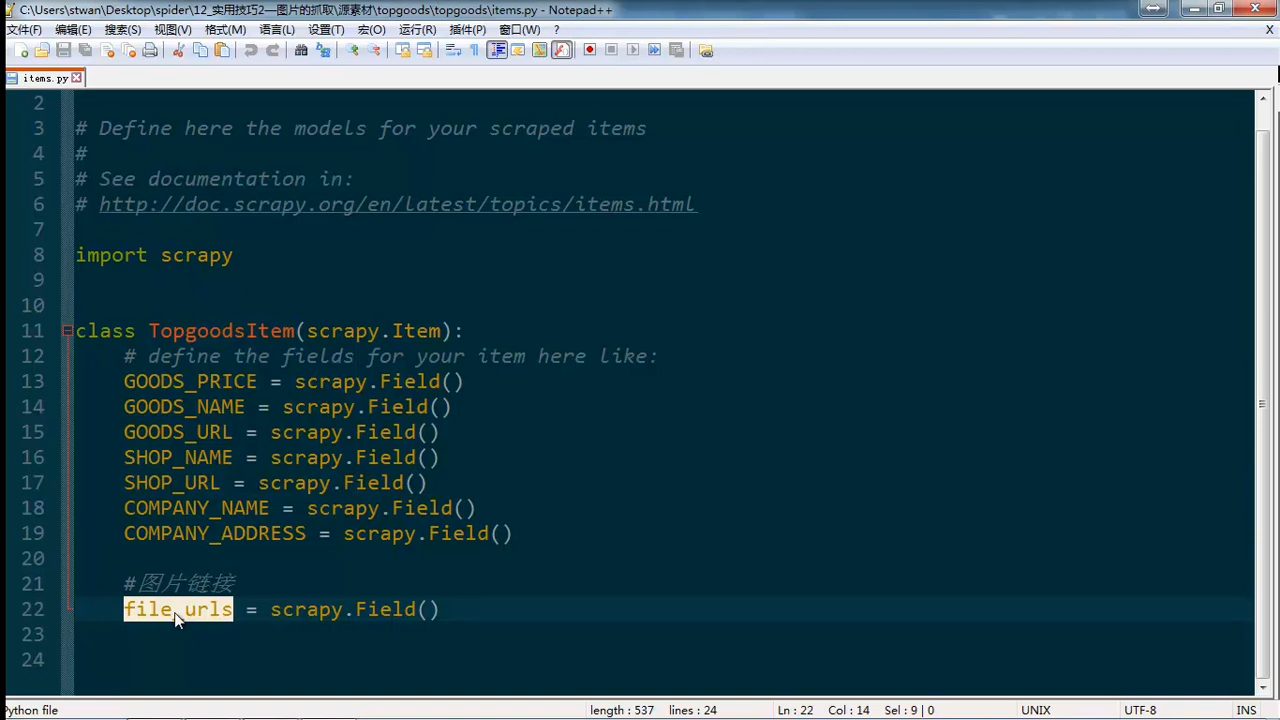 C:\Users\stwan\Desktop\spider\12_实用技巧2—图片的抓取\源素材\topgoods\topgoods\items.py - Notepad++
文件(F) 编辑(E) 搜索(S) 视图(V) 格式(M) 语言(L) 设置(T) 宏(O) 运行(R) 插件(P) 窗口(W) ? X
items.py
2
3 # Define here the models for your scraped items
4 #
5 # See documentation in:
6 # http://doc.scrapy.org/en/latest/topics/items.html
7
8 import scrapy
9
10
11 class TopgoodsItem(scrapy.Item):
12 # define the fields for your item here like:
13 GOODS_PRICE = scrapy.Field()
14 GOODS_NAME = scrapy.Field()
15 GOODS_URL = scrapy.Field()
16 SHOP_NAME = scrapy.Field()
17 SHOP_URL = scrapy.Field()
18 COMPANY_NAME = scrapy.Field()
19 COMPANY_ADDRESS = scrapy.Field()
20
21 #图片链接
22 file_urls = scrapy.Field()
23
24
Python file length : 537 lines : 24 Ln : 22 Col : 14 Sel : 9 | 0 UNIX UTF-8 INS